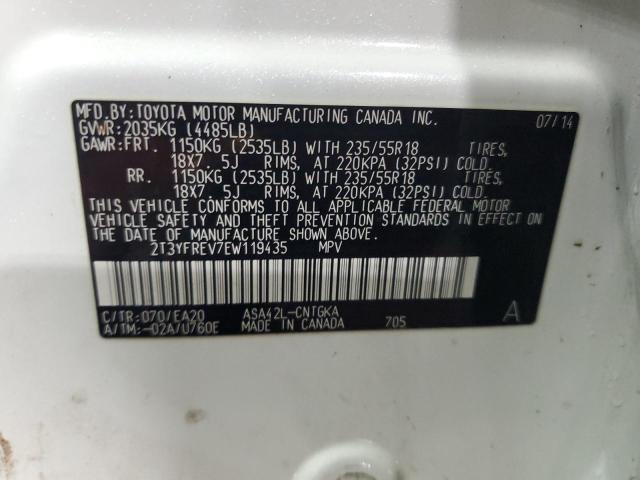 MFD.BY:TOYOTA MOTOR MANUFACTURING CANADA INC. 07/14
GVWR:2035KG (4485LB)
GAWR:FRT. 1150KG (2535LB) WITH 235/55R18 TIRES,
18X7.5J RIMS, AT 220KPA (32PSI) COLD.
RR. 1150KG (2535LB) WITH 235/55R18 TIRES,
18X7.5J RIMS, AT 220KPA (32PSI) COLD.
THIS VEHICLE CONFORMS TO ALL APPLICABLE FEDERAL MOTOR
VEHICLE SAFETY AND THEFT PREVENTION STANDARDS IN EFFECT ON
THE DATE OF MANUFACTURE SHOWN ABOVE.
2T3YFREV7EW119435 MPV
C/TR:070/EA20 ASA42L-CNTGKA A
A/TM:-02A/U760E MADE IN CANADA 705